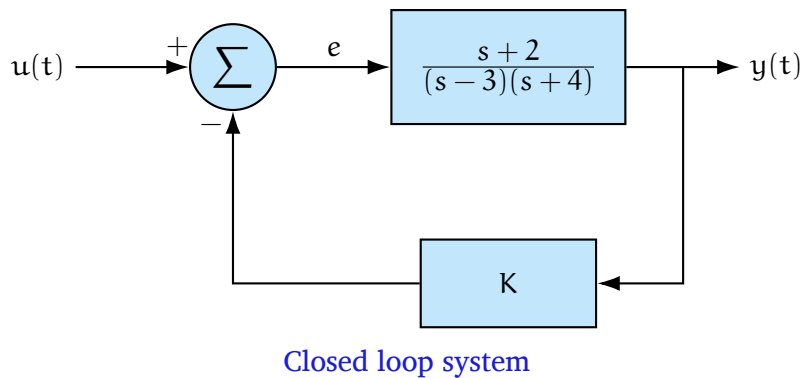 u(t)
+
−
∑
e
s + 2
(s − 3)(s + 4)
y(t)
K
Closed loop system